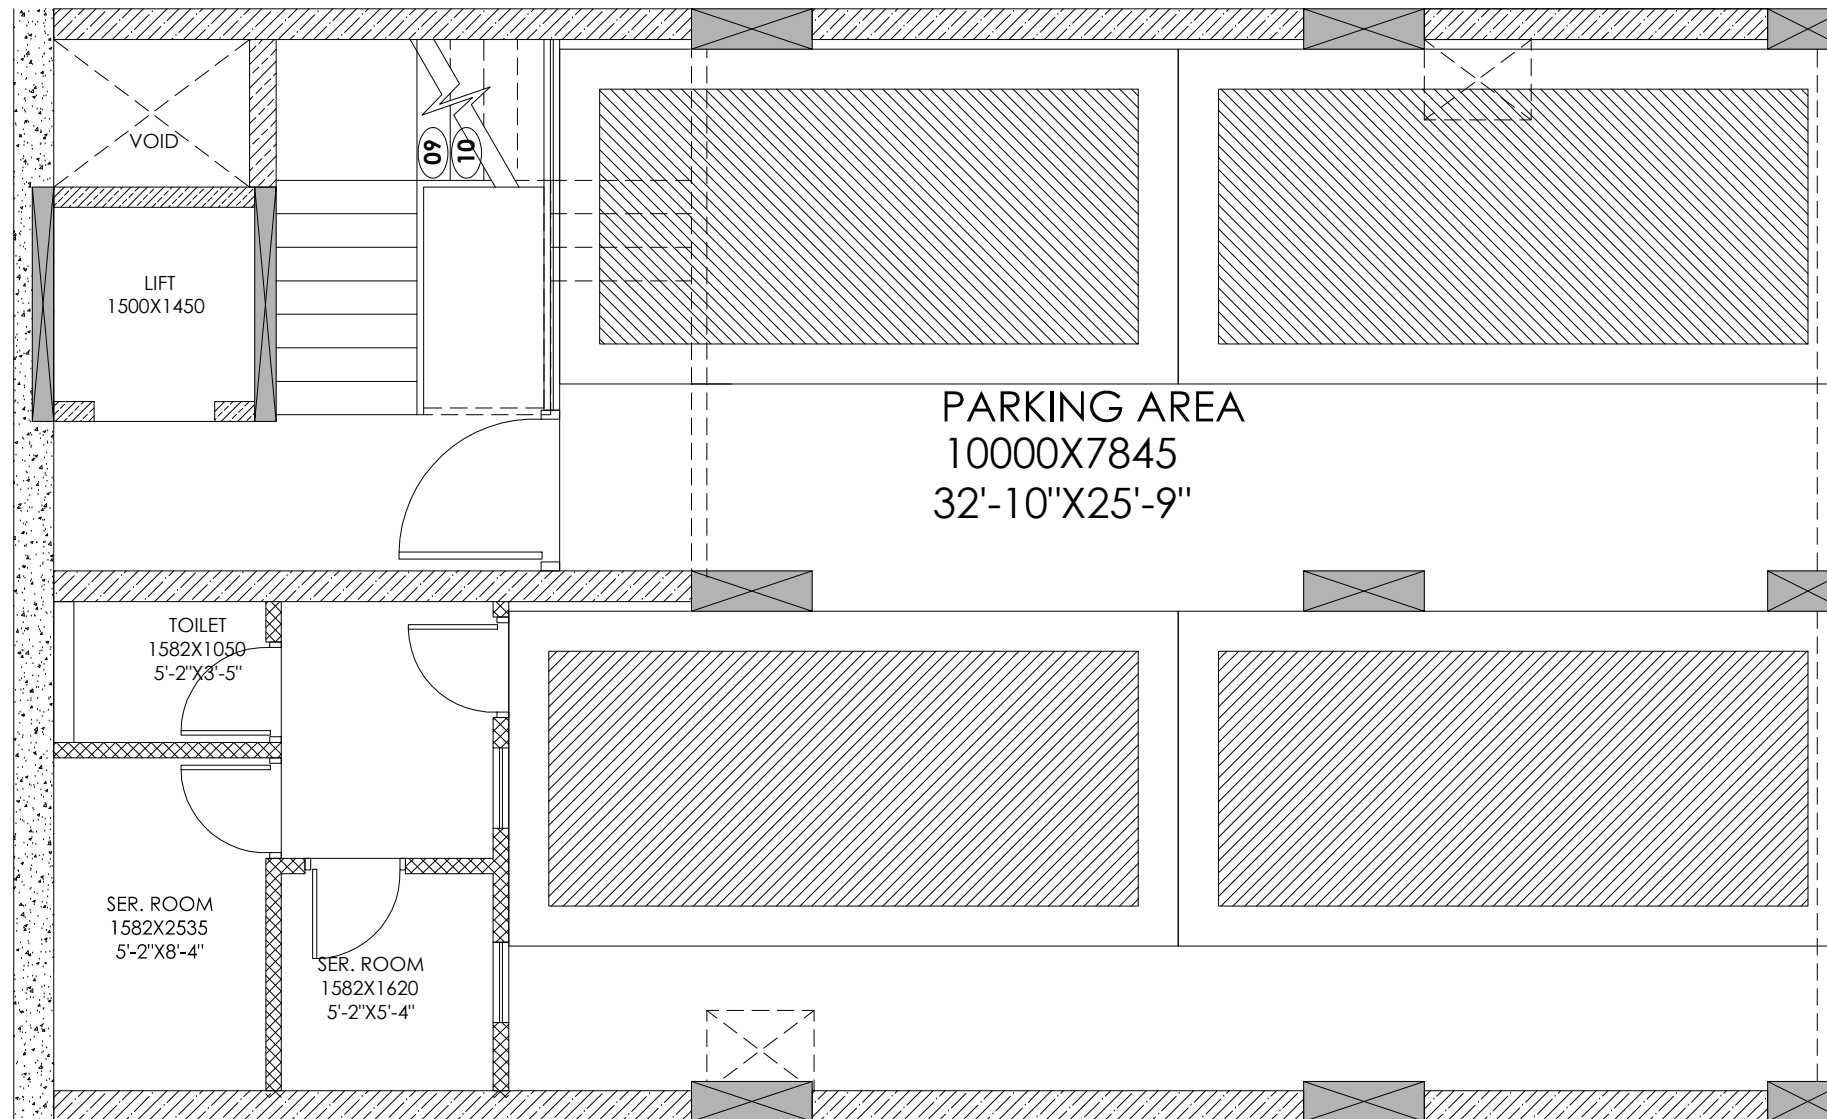 VOID
09
10
LIFT
1500X1450
PARKING AREA
10000X7845
32'-10"X25'-9"
TOILET
1582X1050
5'-2"X3'-5"
SER. ROOM
1582X2535
5'-2"X8'-4"
SER. ROOM
1582X1620
5'-2"X5'-4"